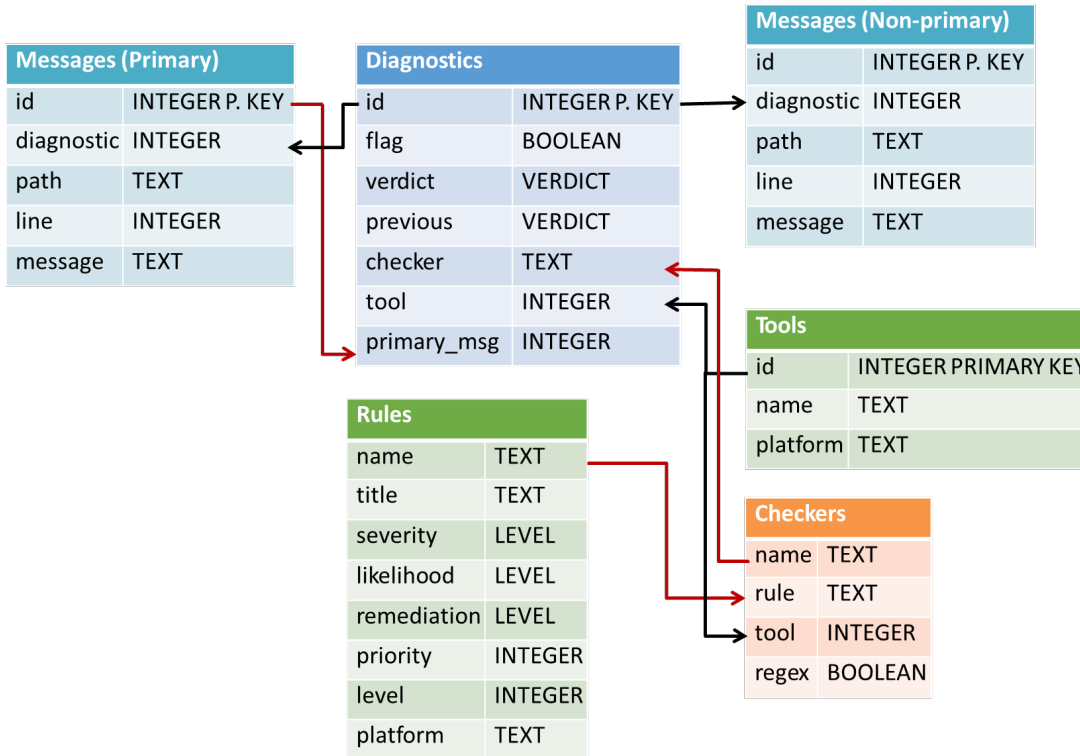 Messages (Primary)
id INTEGER P. KEY
diagnostic INTEGER
path TEXT
line INTEGER
message TEXT
Diagnostics
id INTEGER P. KEY
flag BOOLEAN
verdict VERDICT
previous VERDICT
checker TEXT
tool INTEGER
primary_msg INTEGER
Messages (Non-primary)
id INTEGER P. KEY
diagnostic INTEGER
path TEXT
line INTEGER
message TEXT
Tools
id INTEGER PRIMARY KEY
name TEXT
platform TEXT
Rules
name TEXT
title TEXT
severity LEVEL
likelihood LEVEL
remediation LEVEL
priority INTEGER
level INTEGER
platform TEXT
Checkers
name TEXT
rule TEXT
tool INTEGER
regex BOOLEAN